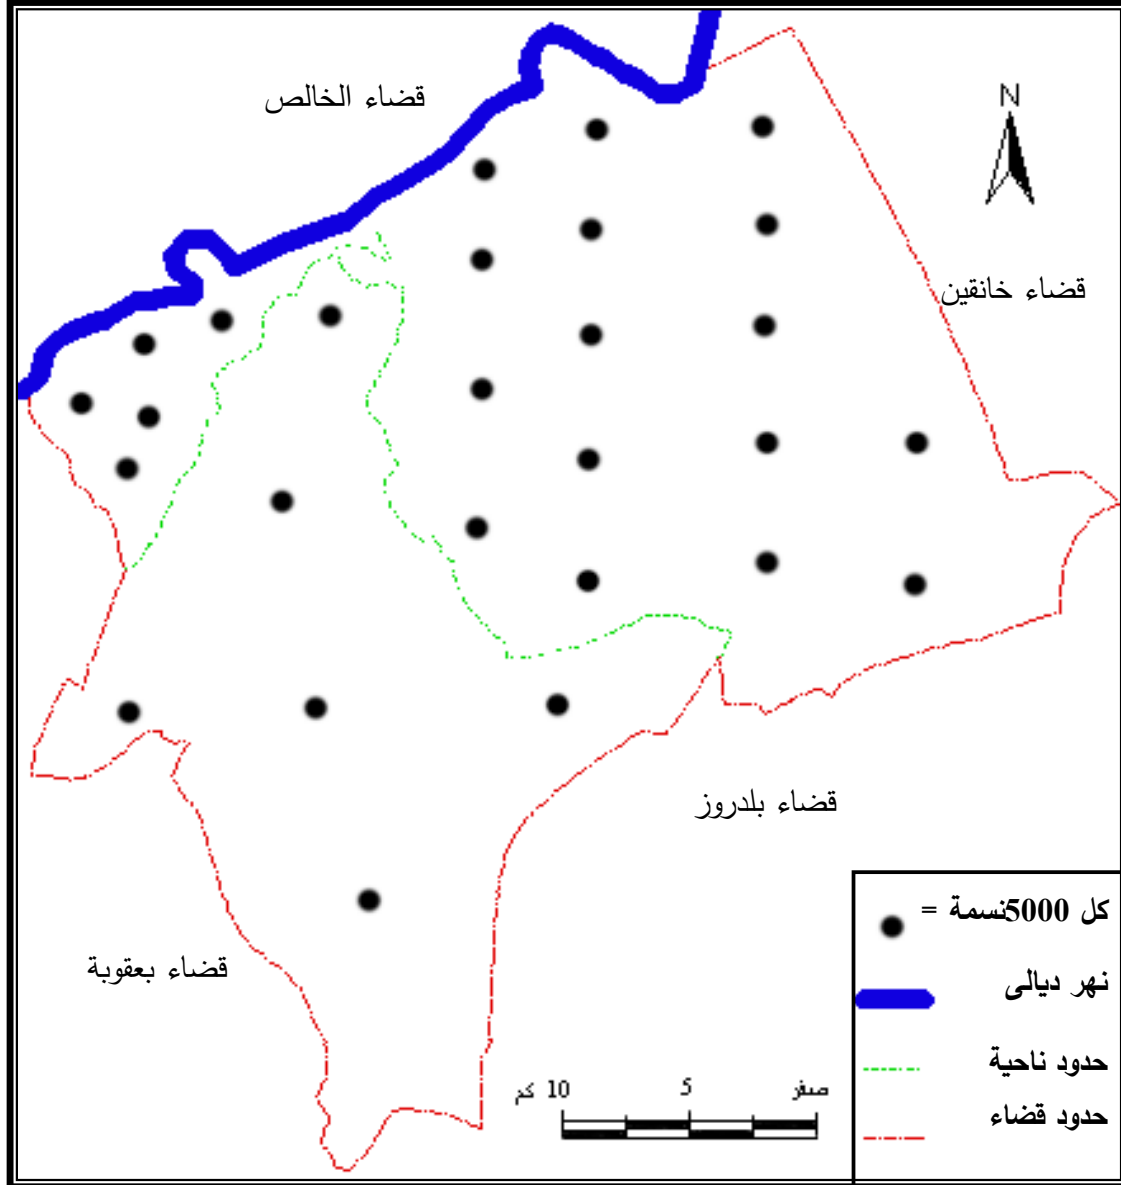 قضاء الخالص
N
قضاء خانقين
قضاء بلدروز
قضاء بعقوبة
كل 5000نسمة =
نهر ديالى
حدود ناحية
حدود قضاء
صفر 5 10 كم